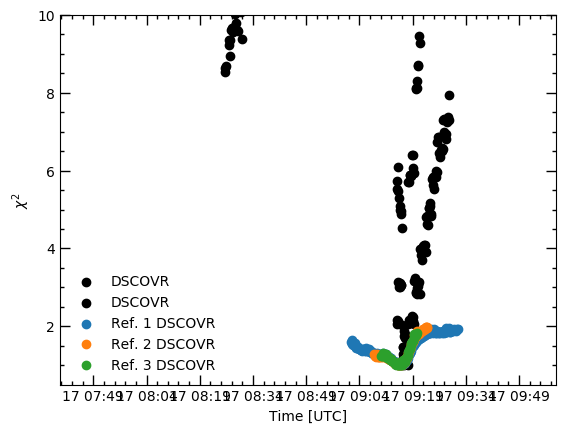 10
8
6
4
2
χ²
DSCOVR
DSCOVR
Ref. 1 DSCOVR
Ref. 2 DSCOVR
Ref. 3 DSCOVR
17 07:49 17 08:04 17 08:19 17 08:34 17 08:49 17 09:04 17 09:19 17 09:34 17 09:49
Time [UTC]